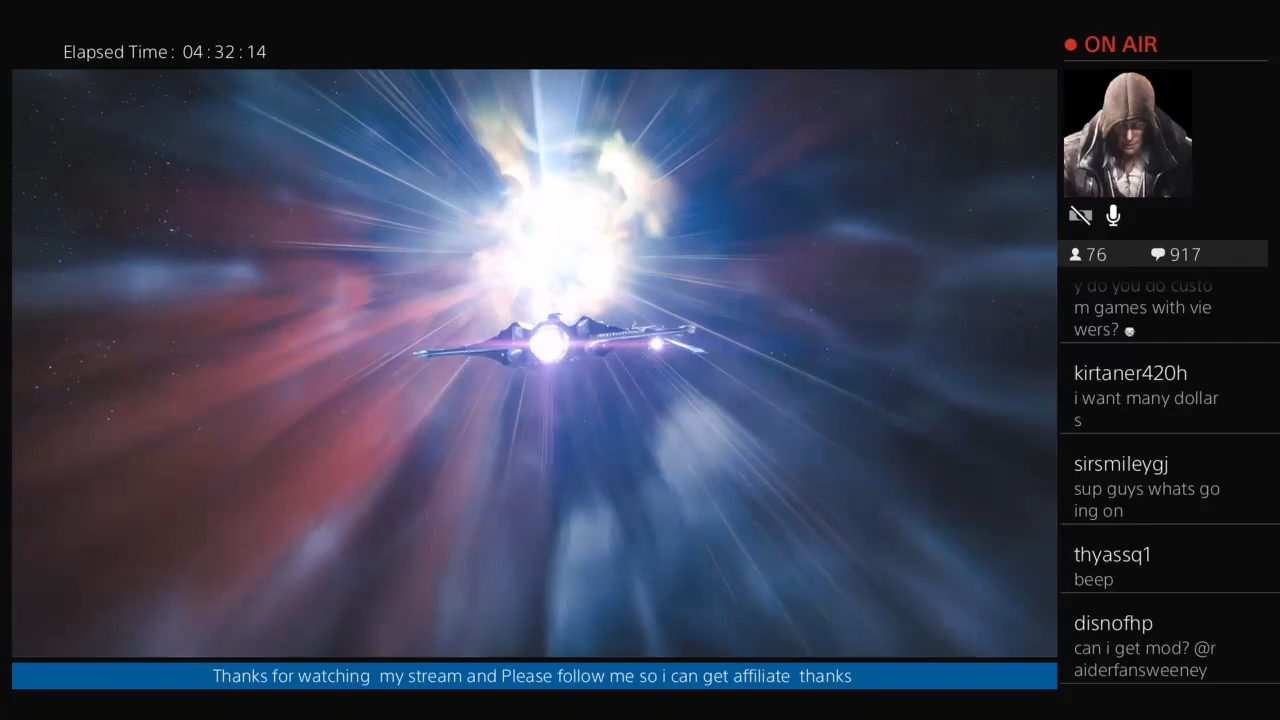 Elapsed Time: 04:32:14
ON AIR
76 917
y do you do custo
m games with vie
wers?
kirtaner420h
i want many dollar
s
sirsmileygj
sup guys whats go
ing on
thyassq1
beep
disnofhp
can i get mod? @r
aiderfansweeney
Thanks for watching  my stream and Please follow me so i can get affiliate  thanks